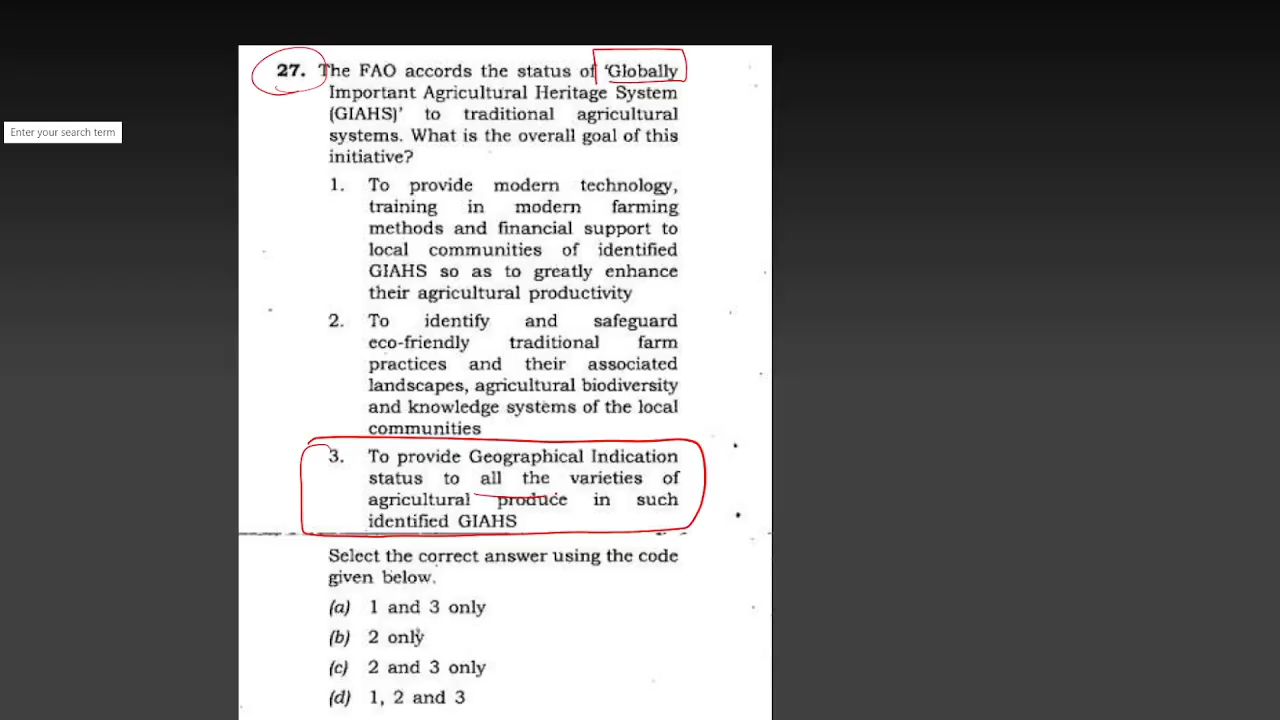 Enter your search term
27. The FAO accords the status of 'Globally
Important Agricultural Heritage System
(GIAHS)' to traditional agricultural
systems. What is the overall goal of this
initiative?
1. To provide modern technology,
training in modern farming
methods and financial support to
local communities of identified
GIAHS so as to greatly enhance
their agricultural productivity
2. To identify and safeguard
eco-friendly traditional farm
practices and their associated
landscapes, agricultural biodiversity
and knowledge systems of the local
communities
3. To provide Geographical Indication
status to all the varieties of
agricultural produce in such
identified GIAHS
Select the correct answer using the code
given below.
(a) 1 and 3 only
(b) 2 only
(c) 2 and 3 only
(d) 1, 2 and 3